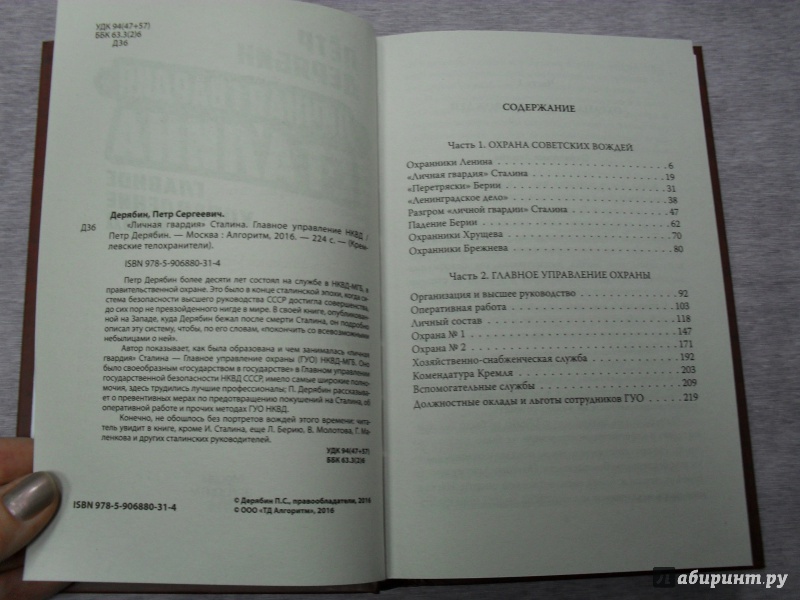 УДК 94(47+57)
ББК 63.3(2)6
Д36
Дерябин, Петр Сергеевич.
Д36 «Личная гвардия» Сталина. Главное управление НКВД /
Петр Дерябин. — Москва : Алгоритм, 2016. — 224 с. — (Крем-
левские телохранители).
ISBN 978-5-906880-31-4
Петр Дерябин более десяти лет состоял на службе в НКВД-МГБ, в
правительственной охране. Это было в конце сталинской эпохи, когда си-
стема безопасности высшего руководства СССР достигла совершенства,
до сих пор не превзойденного нигде в мире. В своей книге, опубликован-
ной на Западе, куда Дерябин бежал после смерти Сталина, он подробно
описал эту систему, чтобы, по его словам, «покончить со всевозможными
небылицами о ней».
Автор показывает, как была образована и чем занималась «личная
гвардия» Сталина — Главное управление охраны (ГУО) НКВД-МГБ. Оно
было своеобразным «государством в государстве» в Главном управлении
государственной безопасности НКВД СССР, имело самые широкие полно-
мочия, здесь трудились лучшие профессионалы; П. Дерябин рассказыва-
ет о превентивных мерах по предотвращению покушений на Сталина, об
оперативной работе и прочих методах ГУО НКВД.
Конечно, не обошлось без портретов вождей этого времени: чита-
тель увидит в книге, кроме И. Сталина, еще Л. Берию, В. Молотова, Г. Ма-
ленкова и других сталинских руководителей.
УДК 94(47+57)
ББК 63.3(2)6
ISBN 978-5-906880-31-4
© Дерябин П.С., правообладатели, 2016
© ООО «ТД Алгоритм», 2016
СОДЕРЖАНИЕ
Часть 1. ОХРАНА СОВЕТСКИХ ВОЖДЕЙ
Охранники Ленина 6
«Личная гвардия» Сталина 19
«Перетряски» Берии 31
«Ленинградское дело» 38
Разгром «личной гвардии» Сталина 47
Падение Берии 62
Охранники Хрущева 70
Охранники Брежнева 80
Часть 2. ГЛАВНОЕ УПРАВЛЕНИЕ ОХРАНЫ
Организация и высшее руководство 92
Оперативная работа 103
Личный состав 118
Охрана № 1 147
Охрана № 2 171
Хозяйственно-снабженческая служба 192
Комендатура Кремля 203
Вспомогательные службы 209
Должностные оклады и льготы сотрудников ГУО 219
Лабиринт.ру